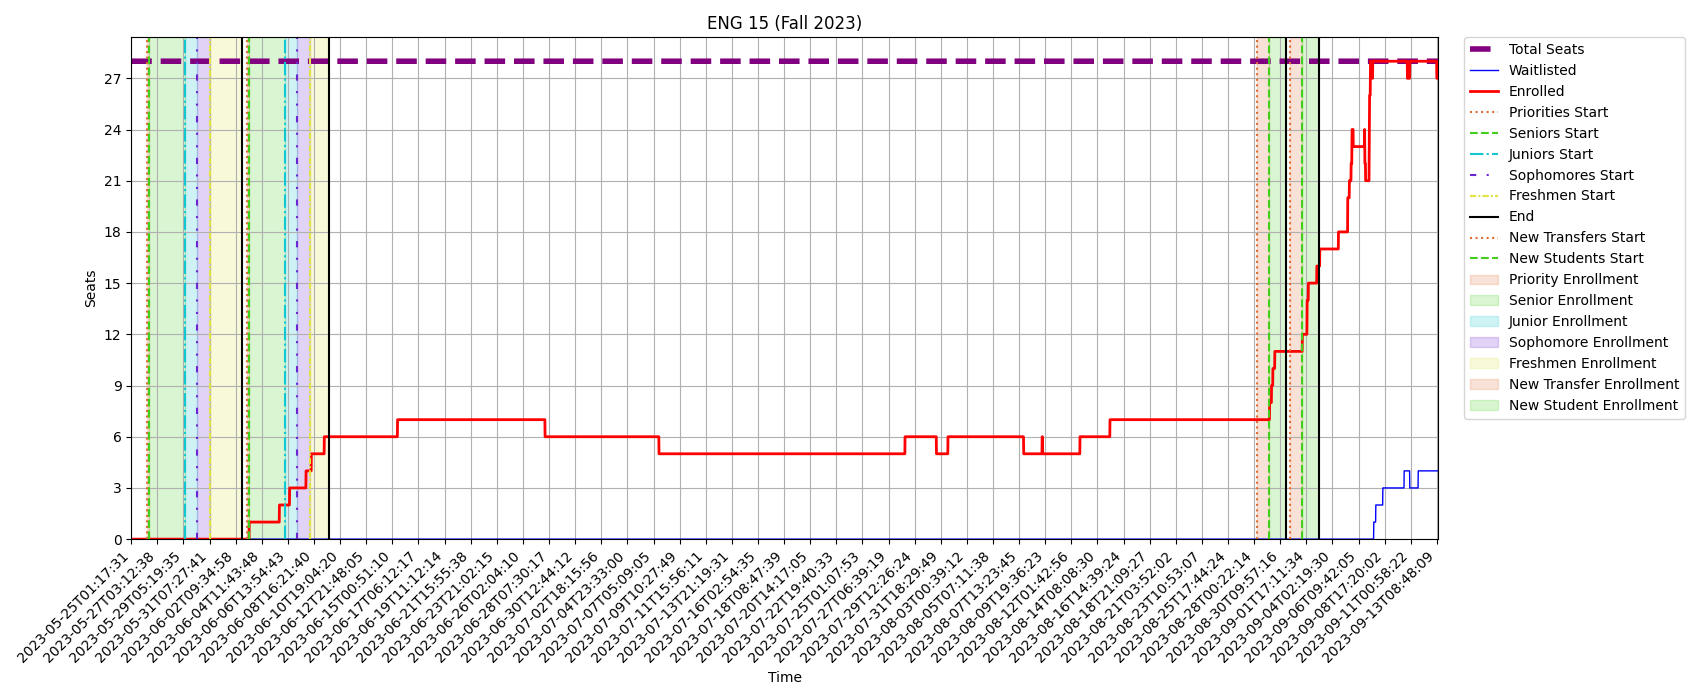 ENG 15 (Fall 2023)
Seats
27
24
21
18
15
12
9
6
3
0
2023-05-25T01:17:31
2023-05-27T03:12:38
2023-05-29T05:19:35
2023-05-31T07:27:41
2023-06-02T09:34:58
2023-06-04T11:43:48
2023-06-06T13:54:43
2023-06-08T16:21:40
2023-06-10T19:04:20
2023-06-12T21:48:05
2023-06-15T00:51:10
2023-06-17T06:12:17
2023-06-19T11:12:14
2023-06-21T15:55:38
2023-06-23T21:02:15
2023-06-26T02:04:10
2023-06-28T07:30:17
2023-06-30T12:44:12
2023-07-02T18:15:56
2023-07-04T23:33:00
2023-07-07T05:09:05
2023-07-09T10:27:49
2023-07-11T15:56:11
2023-07-13T21:19:31
2023-07-16T02:54:35
2023-07-18T08:47:39
2023-07-20T14:17:05
2023-07-22T19:40:33
2023-07-25T01:07:53
2023-07-27T06:39:19
2023-07-29T12:26:24
2023-07-31T18:29:49
2023-08-03T00:39:12
2023-08-05T07:11:38
2023-08-07T13:23:45
2023-08-09T19:36:23
2023-08-12T01:42:56
2023-08-14T08:08:30
2023-08-16T14:39:24
2023-08-18T21:09:27
2023-08-21T03:52:02
2023-08-23T10:53:07
2023-08-25T17:44:24
2023-08-28T00:22:14
2023-08-30T09:57:16
2023-09-01T17:11:34
2023-09-04T02:19:30
2023-09-06T09:42:05
2023-09-08T17:20:02
2023-09-11T00:58:22
2023-09-13T08:48:09
Time
Total Seats
Waitlisted
Enrolled
Priorities Start
Seniors Start
Juniors Start
Sophomores Start
Freshmen Start
End
New Transfers Start
New Students Start
Priority Enrollment
Senior Enrollment
Junior Enrollment
Sophomore Enrollment
Freshmen Enrollment
New Transfer Enrollment
New Student Enrollment